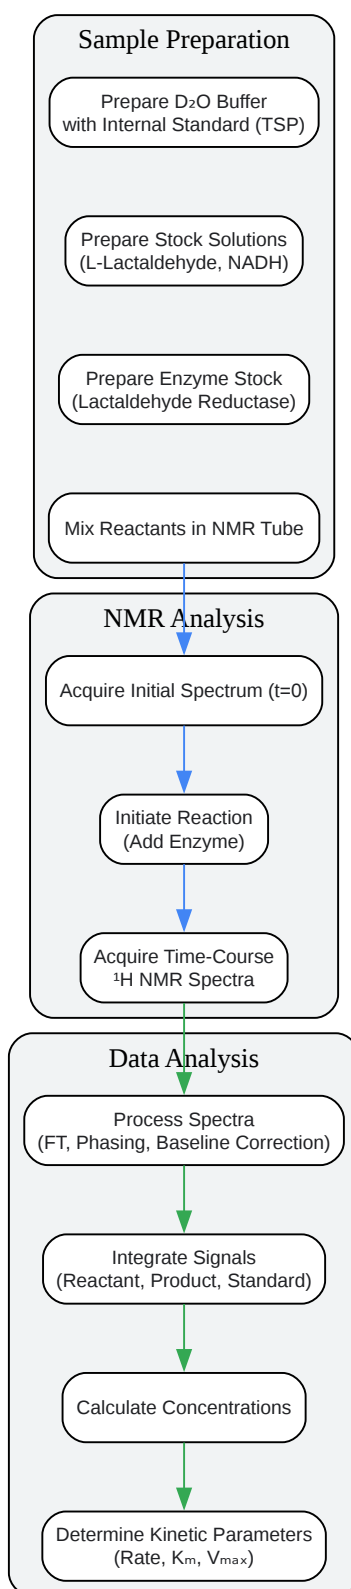 Sample Preparation
Prepare D₂O Buffer
with Internal Standard (TSP)
Prepare Stock Solutions
(L-Lactaldehyde, NADH)
Prepare Enzyme Stock
(Lactaldehyde Reductase)
Mix Reactants in NMR Tube
NMR Analysis
Acquire Initial Spectrum (t=0)
Initiate Reaction
(Add Enzyme)
Acquire Time-Course
¹H NMR Spectra
Data Analysis
Process Spectra
(FT, Phasing, Baseline Correction)
Integrate Signals
(Reactant, Product, Standard)
Calculate Concentrations
Determine Kinetic Parameters
(Rate, Kₘ, Vₘₐₓ)